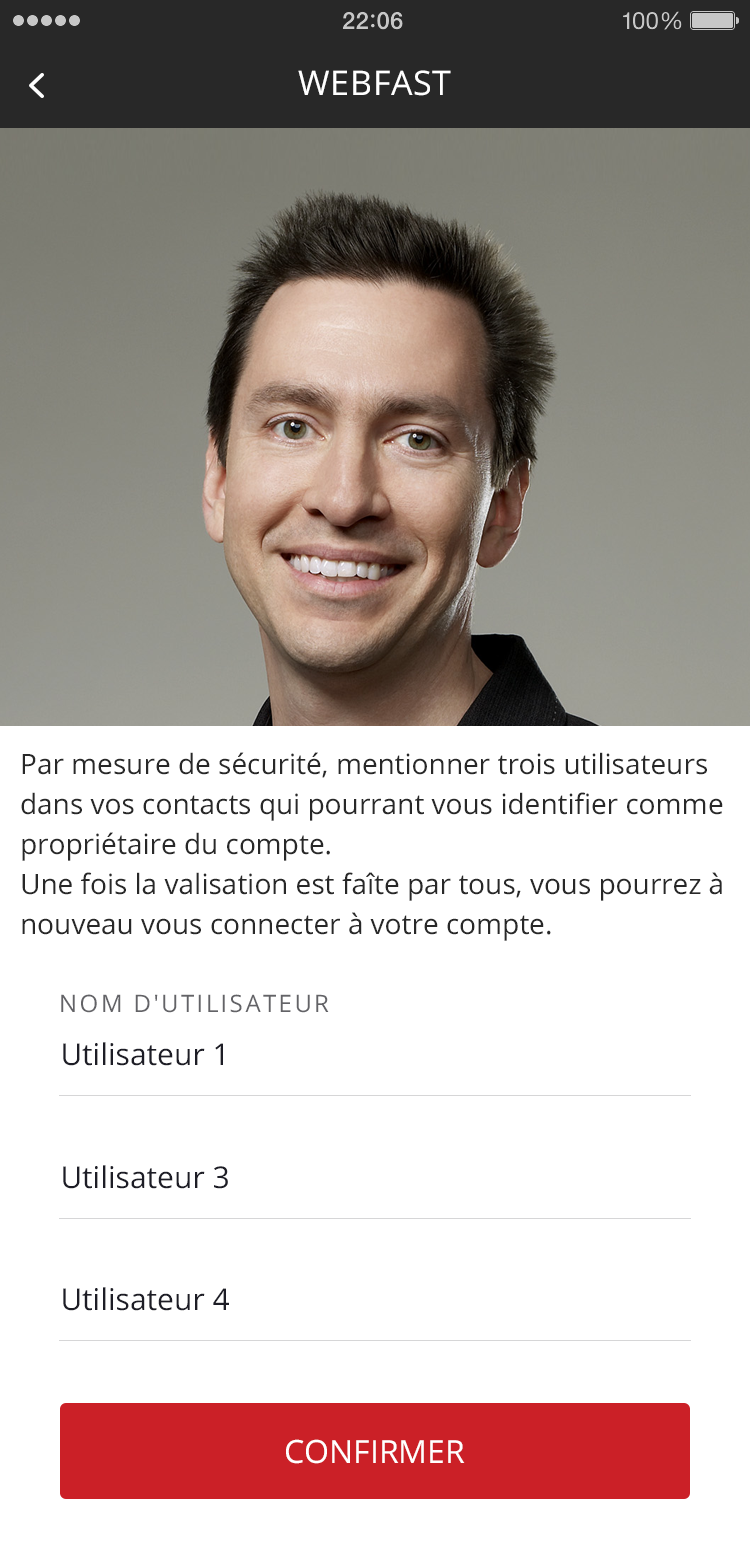 22:06 100%
WEBFAST
Par mesure de sécurité, mentionner trois utilisateurs
dans vos contacts qui pourrant vous identifier comme
propriétaire du compte.
Une fois la valisation est faîte par tous, vous pourrez à
nouveau vous connecter à votre compte.
NOM D'UTILISATEUR
Utilisateur 1
Utilisateur 3
Utilisateur 4
CONFIRMER